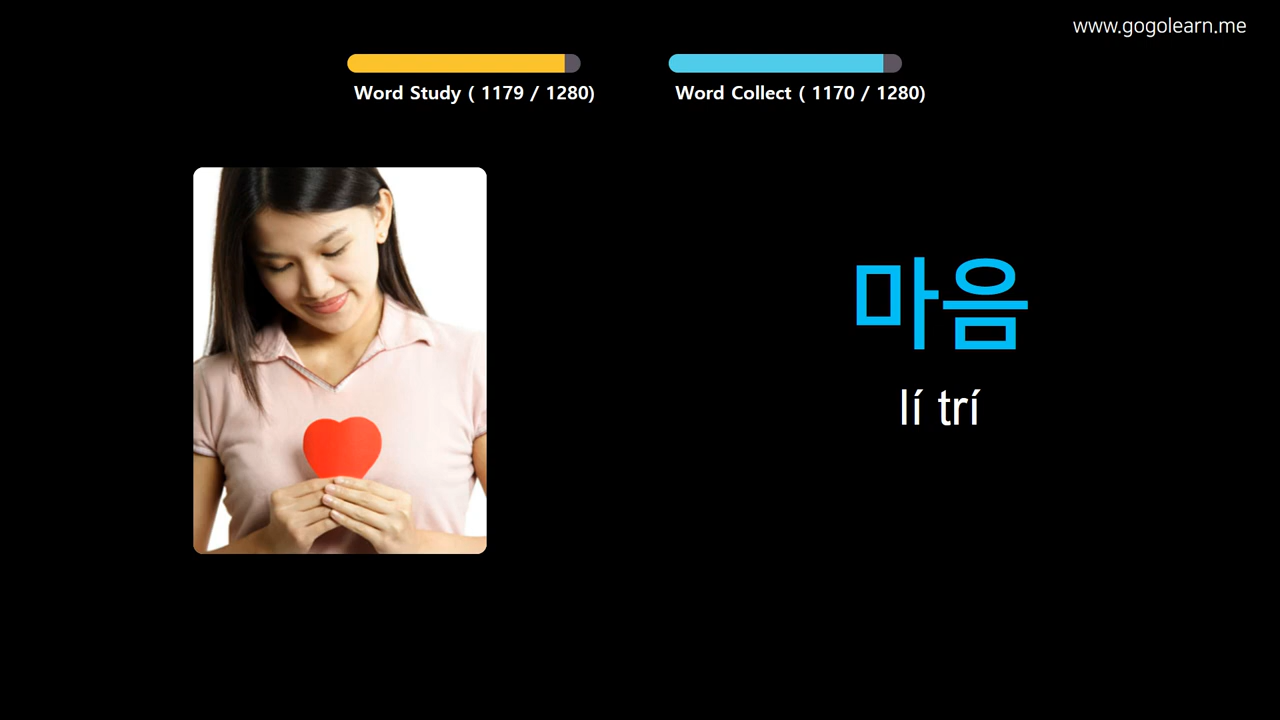 www.gogolearn.me
Word Study ( 1179 / 1280)
Word Collect ( 1170 / 1280)
마음
lí trí